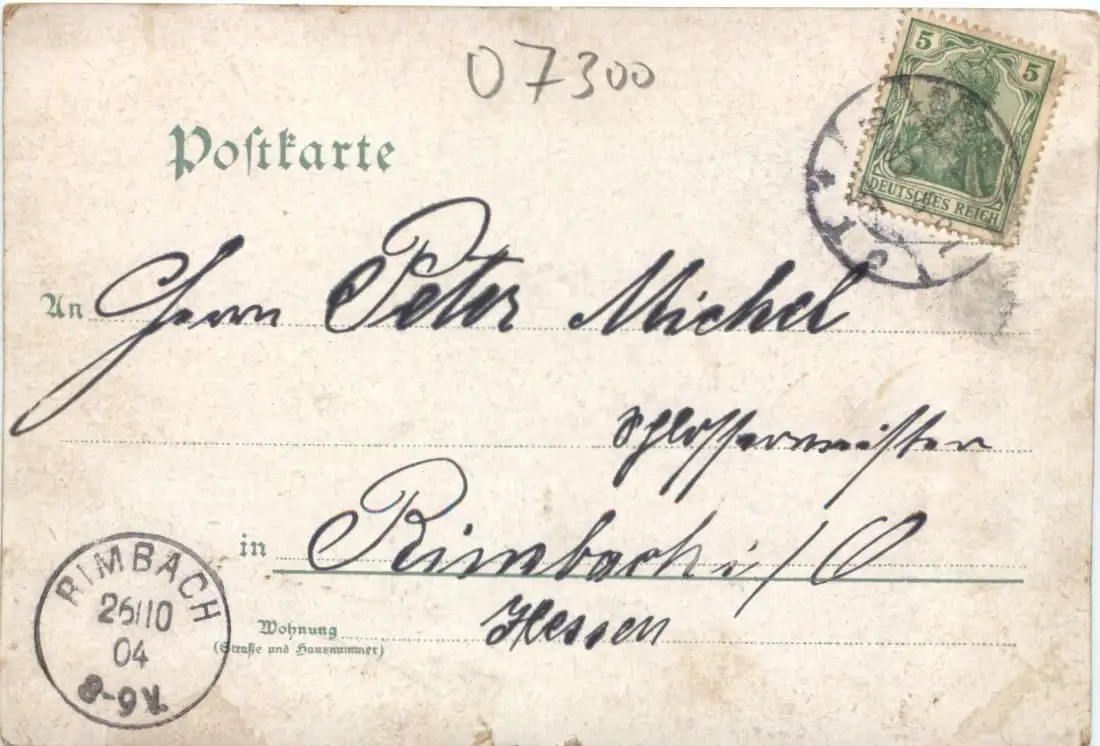 07300
5 5
DEUTSCHES REICH
Postkarte
An Herrn Peter Michel
Schlossermeister
in Rimbach i/O
Hessen
Wohnung
(Straße und Hausnummer)
RIMBACH
26/10
04
8-9V.